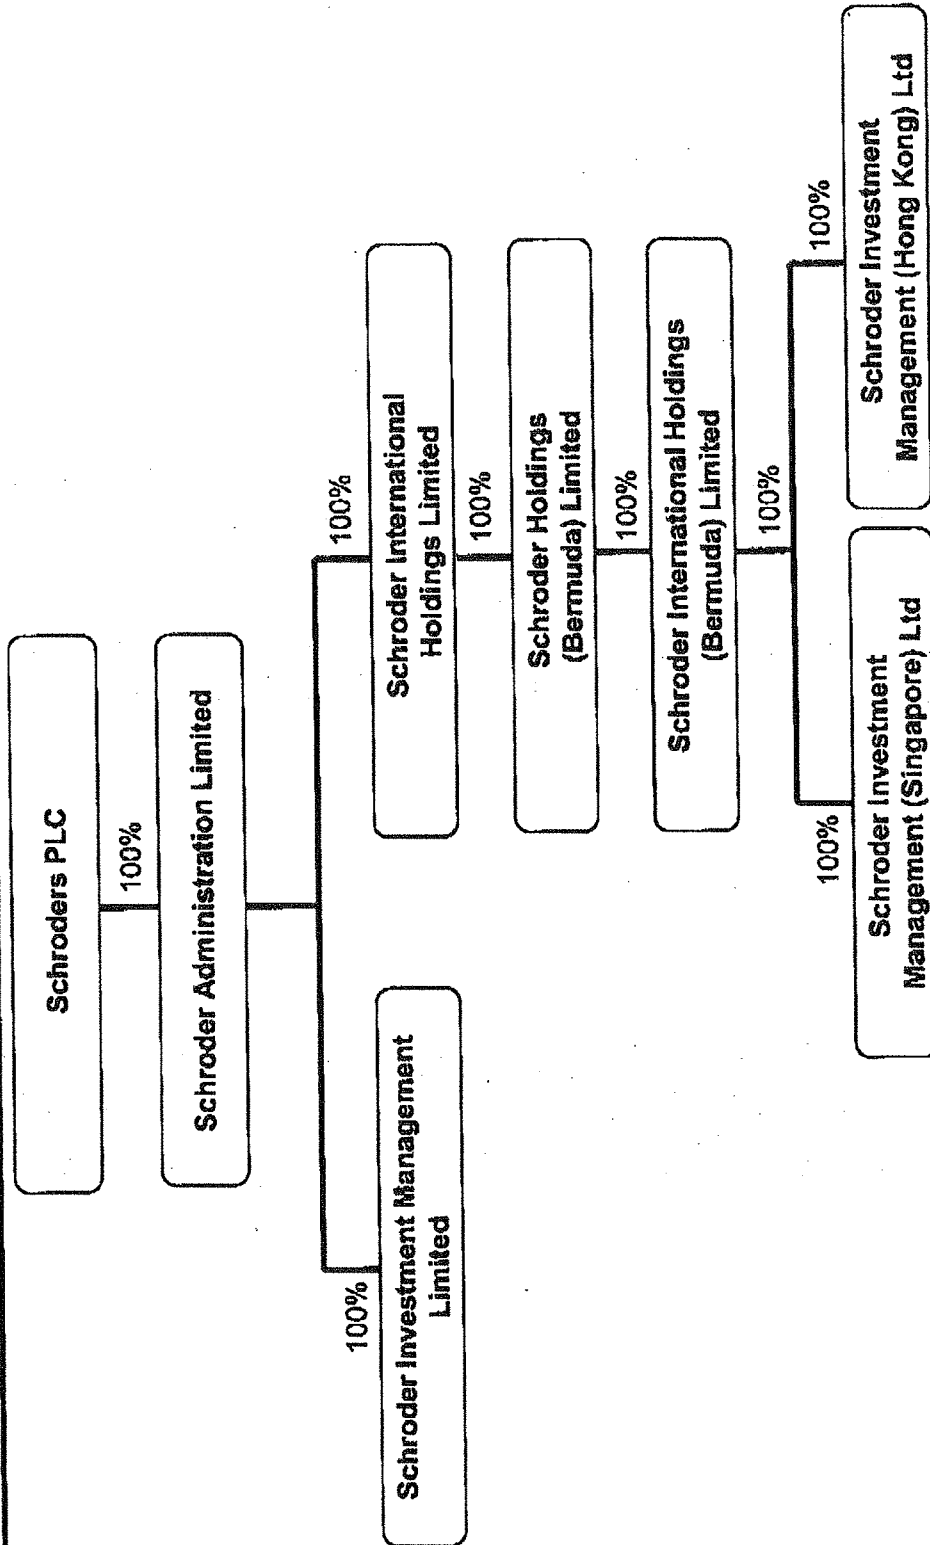 Schroders PLC
100%
Schroder Administration Limited
100%
Schroder Investment Management
Limited
100%
Schroder International
Holdings Limited
100%
Schroder Holdings
(Bermuda) Limited
100%
Schroder International Holdings
(Bermuda) Limited
100%
100%
Schroder Investment
Management (Singapore) Ltd
100%
Schroder Investment
Management (Hong Kong) Ltd